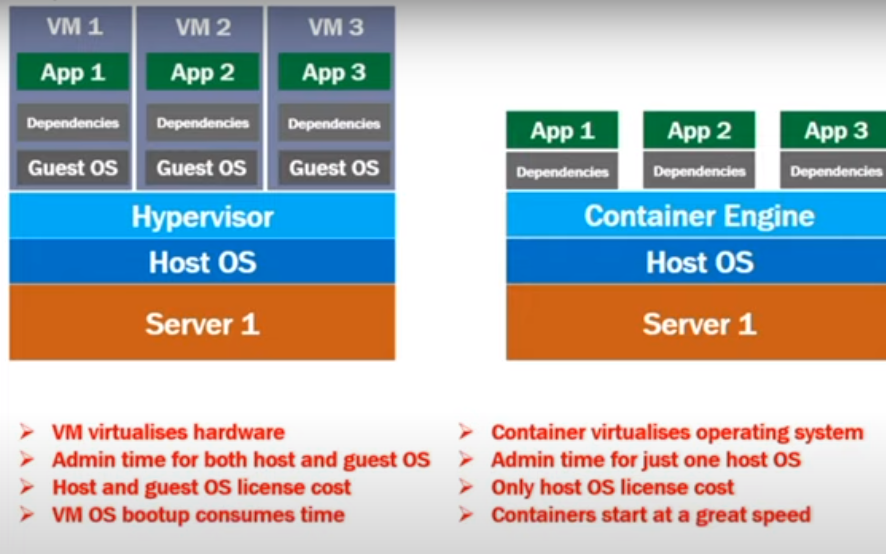 VM 1
VM 2
VM 3
App 1
App 2
App 3
Dependencies
Dependencies
Dependencies
Guest OS
Guest OS
Guest OS
Hypervisor
Host OS
Server 1
App 1
App 2
App 3
Dependencies
Dependencies
Dependencies
Container Engine
Host OS
Server 1
VM virtualises hardware
Admin time for both host and guest OS
Host and guest OS license cost
VM OS bootup consumes time
Container virtualises operating system
Admin time for just one host OS
Only host OS license cost
Containers start at a great speed